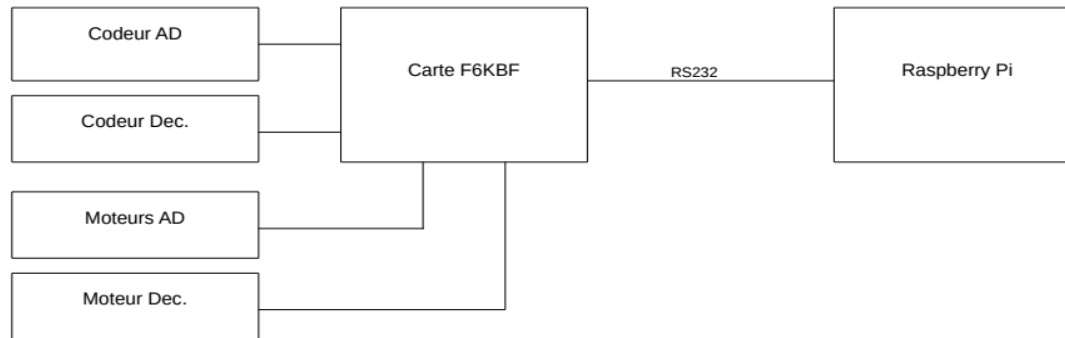 Codeur AD
Carte F6KBF
RS232
Raspberry Pi
Codeur Dec.
Moteurs AD
Moteur Dec.